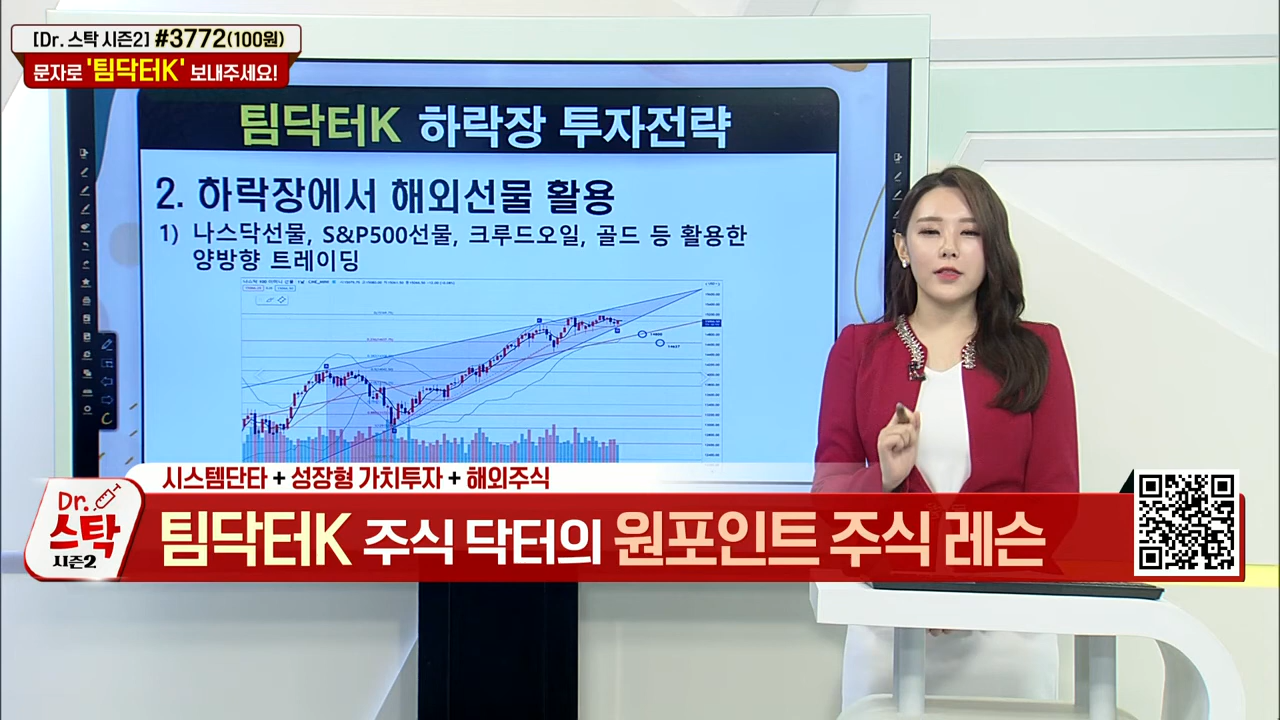 [Dr. 스탁 시즌2] #3772(100원)
문자로 '팀닥터K' 보내주세요!
팀닥터K 하락장 투자전략
2. 하락장에서 해외선물 활용
1) 나스닥선물, S&P500선물, 크루드오일, 골드 등 활용한
양방향 트레이딩
시스템단타 + 성장형 가치투자 + 해외주식
Dr.
스탁
시즌2
팀닥터K 주식 닥터의 원포인트 주식 레슨